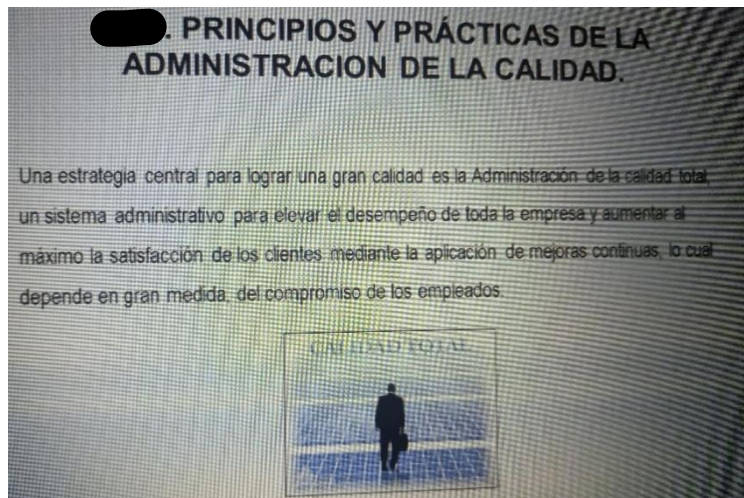 . PRINCIPIOS Y PRÁCTICAS DE LA
ADMINISTRACION DE LA CALIDAD.
Una estrategia central para lograr una gran calidad es la Administración de la calidad total,
un sistema administrativo para elevar el desempeño de toda la empresa y aumentar al
máximo la satisfacción de los clientes mediante la aplicación de mejoras continuas, lo cual
depende en gran medida, del compromiso de los empleados.
CALIDAD TOTAL